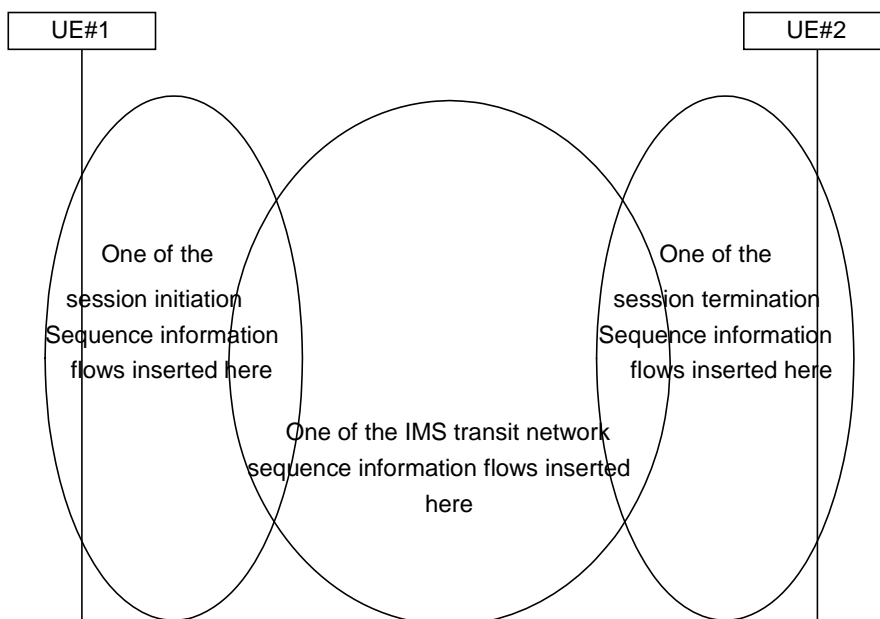 UE#1
UE#2
One of the
session initiation
Sequence information
flows inserted here
One of the IMS transit network
sequence information flows inserted
here
One of the
session termination
Sequence information
flows inserted here